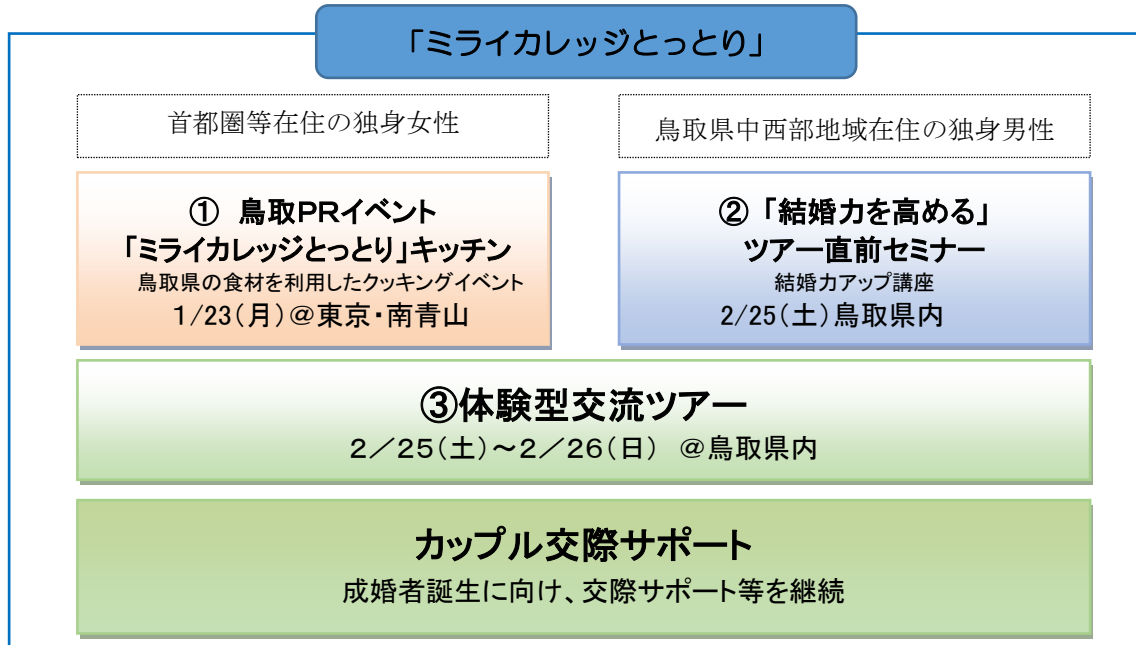 「ミライカレッジとっとり」
首都圏等在住の独身女性
鳥取県中西部地域在住の独身男性
① 鳥取PRイベント
「ミライカレッジとっとり」キッチン
鳥取県の食材を利用したクッキングイベント
1/23(月)@東京・南青山
②「結婚力を高める」
ツアー直前セミナー
結婚力アップ講座
2/25(土)鳥取県内
③体験型交流ツアー
2/25(土)~2/26(日) @鳥取県内
カップル交際サポート
成婚者誕生に向け、交際サポート等を継続